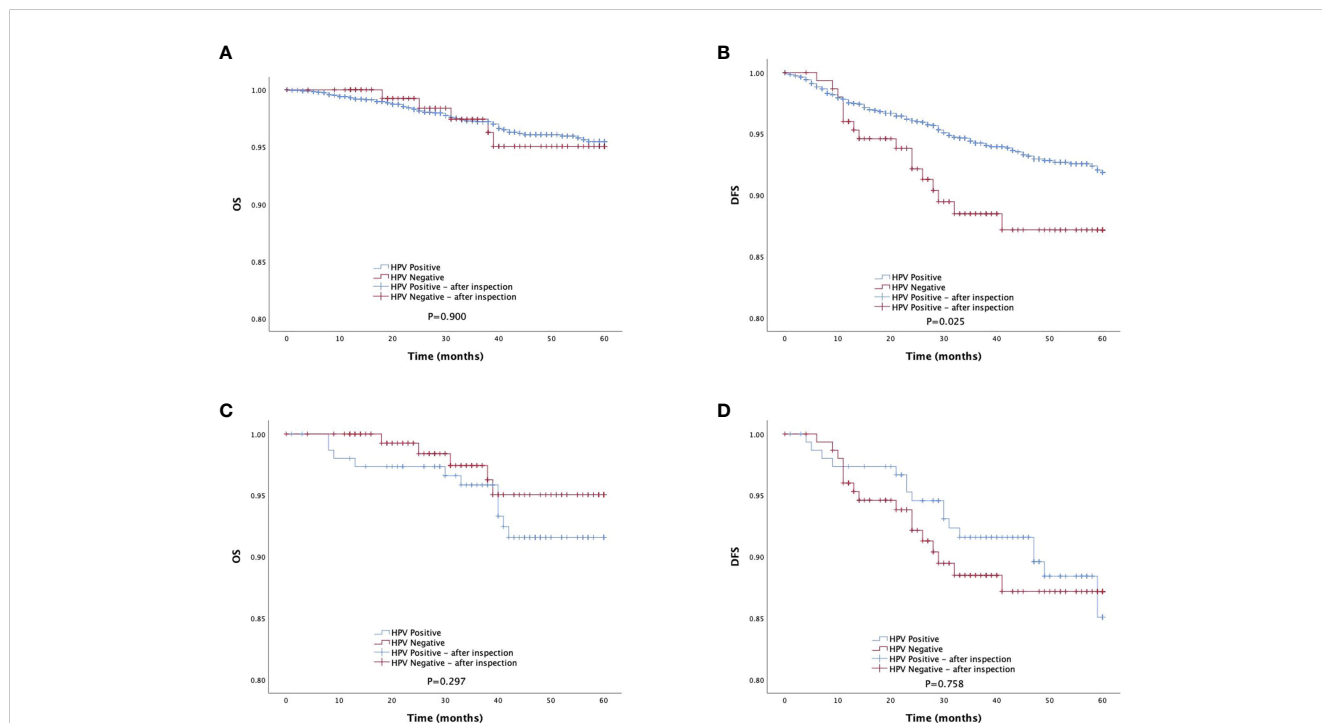 A
1.00
0.95
0.90
0.85
0.80
OS
HPV Positive
HPV Negative
HPV Positive – after inspection
HPV Negative – after inspection
P=0.900
0 10 20 30 40 50 60
Time (months)
B
1.00
0.95
0.90
0.85
0.80
DFS
HPV Positive
HPV Negative
HPV Positive – after inspection
HPV Positive – after inspection
P=0.025
0 10 20 30 40 50 60
Time (months)
C
1.00
0.95
0.90
0.85
0.80
OS
HPV Positive
HPV Negative
HPV Positive – after inspection
HPV Negative – after inspection
P=0.297
0 10 20 30 40 50 60
Time (months)
D
1.00
0.95
0.90
0.85
0.80
DFS
HPV Positive
HPV Negative
HPV Positive – after inspection
HPV Negative – after inspection
P=0.758
0 10 20 30 40 50 60
Time (months)